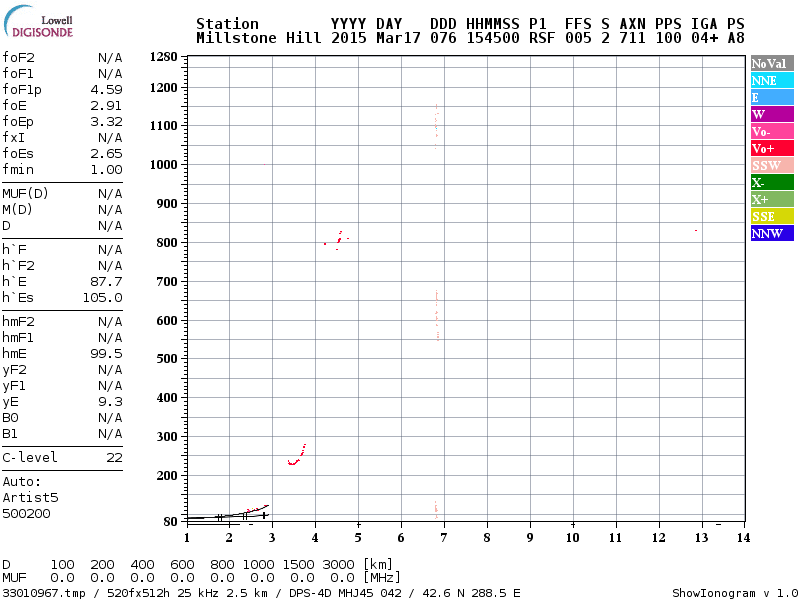 Lowell
DIGISONDE
Station YYYY DAY DDD HHMMSS P1 FFS S AXN PPS IGA PS
Millstone Hill 2015 Mar17 076 154500 RSF 005 2 711 100 04+ A8
foF2 N/A
foF1 N/A
foF1p 4.59
foE 2.91
foEp 3.32
fxI N/A
foEs 2.65
fmin 1.00
MUF(D) N/A
M(D) N/A
D N/A
h`F N/A
h`F2 N/A
h`E 87.7
h`Es 105.0
hmF2 N/A
hmF1 N/A
hmE 99.5
yF2 N/A
yF1 N/A
yE 9.3
B0 N/A
B1 N/A
C-level 22
Auto:
Artist5
500200
1280
1200
1100
1000
900
800
700
600
500
400
300
200
80
1 2 3 4 5 6 7 8 9 10 11 12 13 14
NoVal
NNE
E
W
Vo-
Vo+
SSW
X-
X+
SSE
NNW
D 100 200 400 600 800 1000 1500 3000 [km]
MUF 0.0 0.0 0.0 0.0 0.0 0.0 0.0 0.0 [MHz]
33010967.tmp / 520fx512h 25 kHz 2.5 km / DPS-4D MHJ45 042 / 42.6 N 288.5 E
ShowIonogram v 1.0